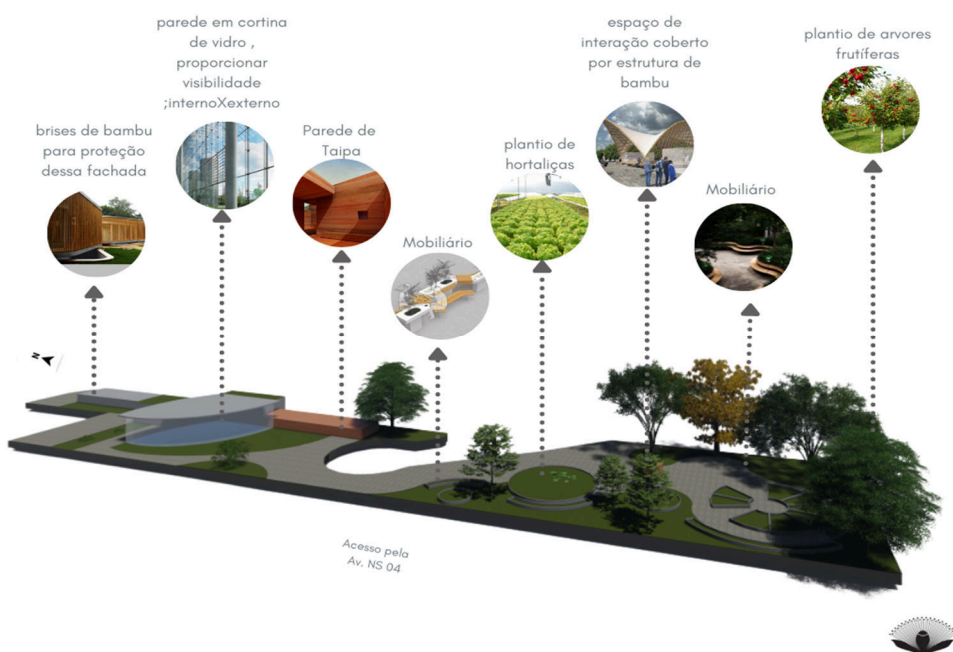 parede em cortina
de vidro ,
proporcionar
visibilidade
;internoXexterno
brises de bambu
para proteção
dessa fachada
Parede de
Taipa
Mobiliário
plantio de
hortaliças
espaço de
interação coberto
por estrutura de
bambu
Mobiliário
plantio de arvores
frutíferas
N
Acesso pela
Av. NS 04